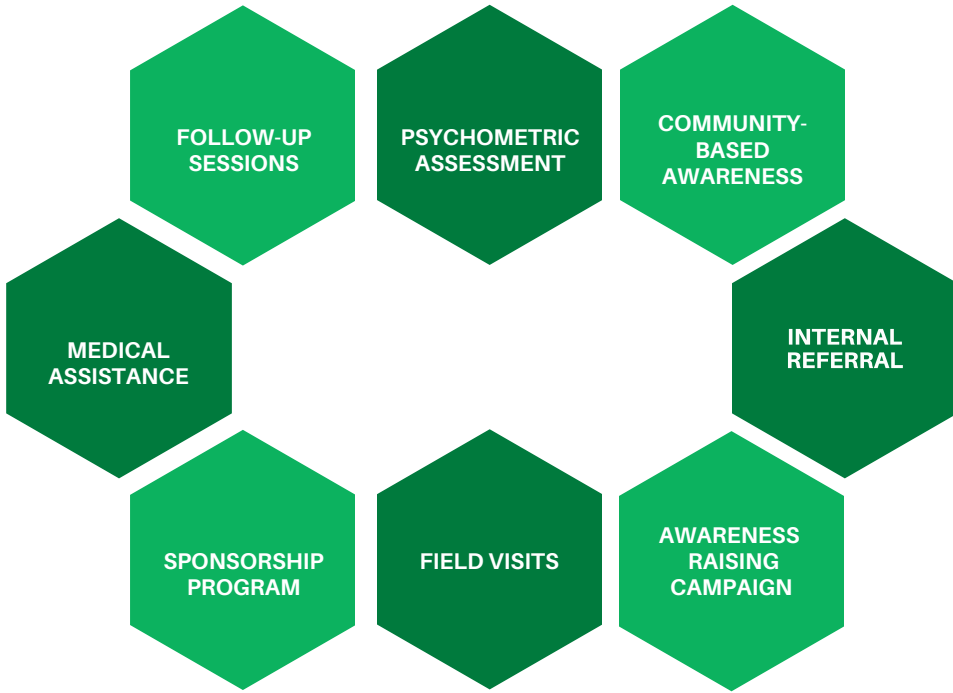 FOLLOW-UP
SESSIONS
PSYCHOMETRIC
ASSESSMENT
COMMUNITY-
BASED
AWARENESS
MEDICAL
ASSISTANCE
INTERNAL
REFERRAL
SPONSORSHIP
PROGRAM
FIELD VISITS
AWARENESS
RAISING
CAMPAIGN